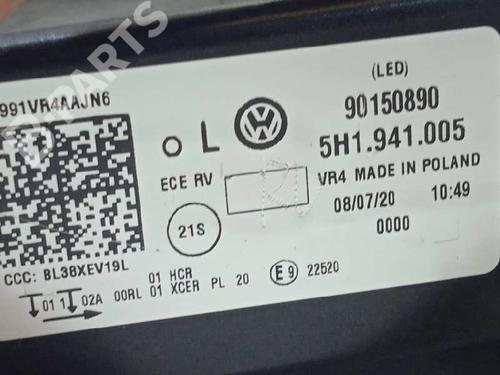 B-PARTS
991VR4AAJN6
(LED)
L
90150890
5H1.941.005
ECE RV
VR4 MADE IN POLAND
08/07/20 10:49
21S
0000
CCC: BL38XEV19L
01 HCR
01 1 02A 00RL 01 XCER PL 20 E9 22520